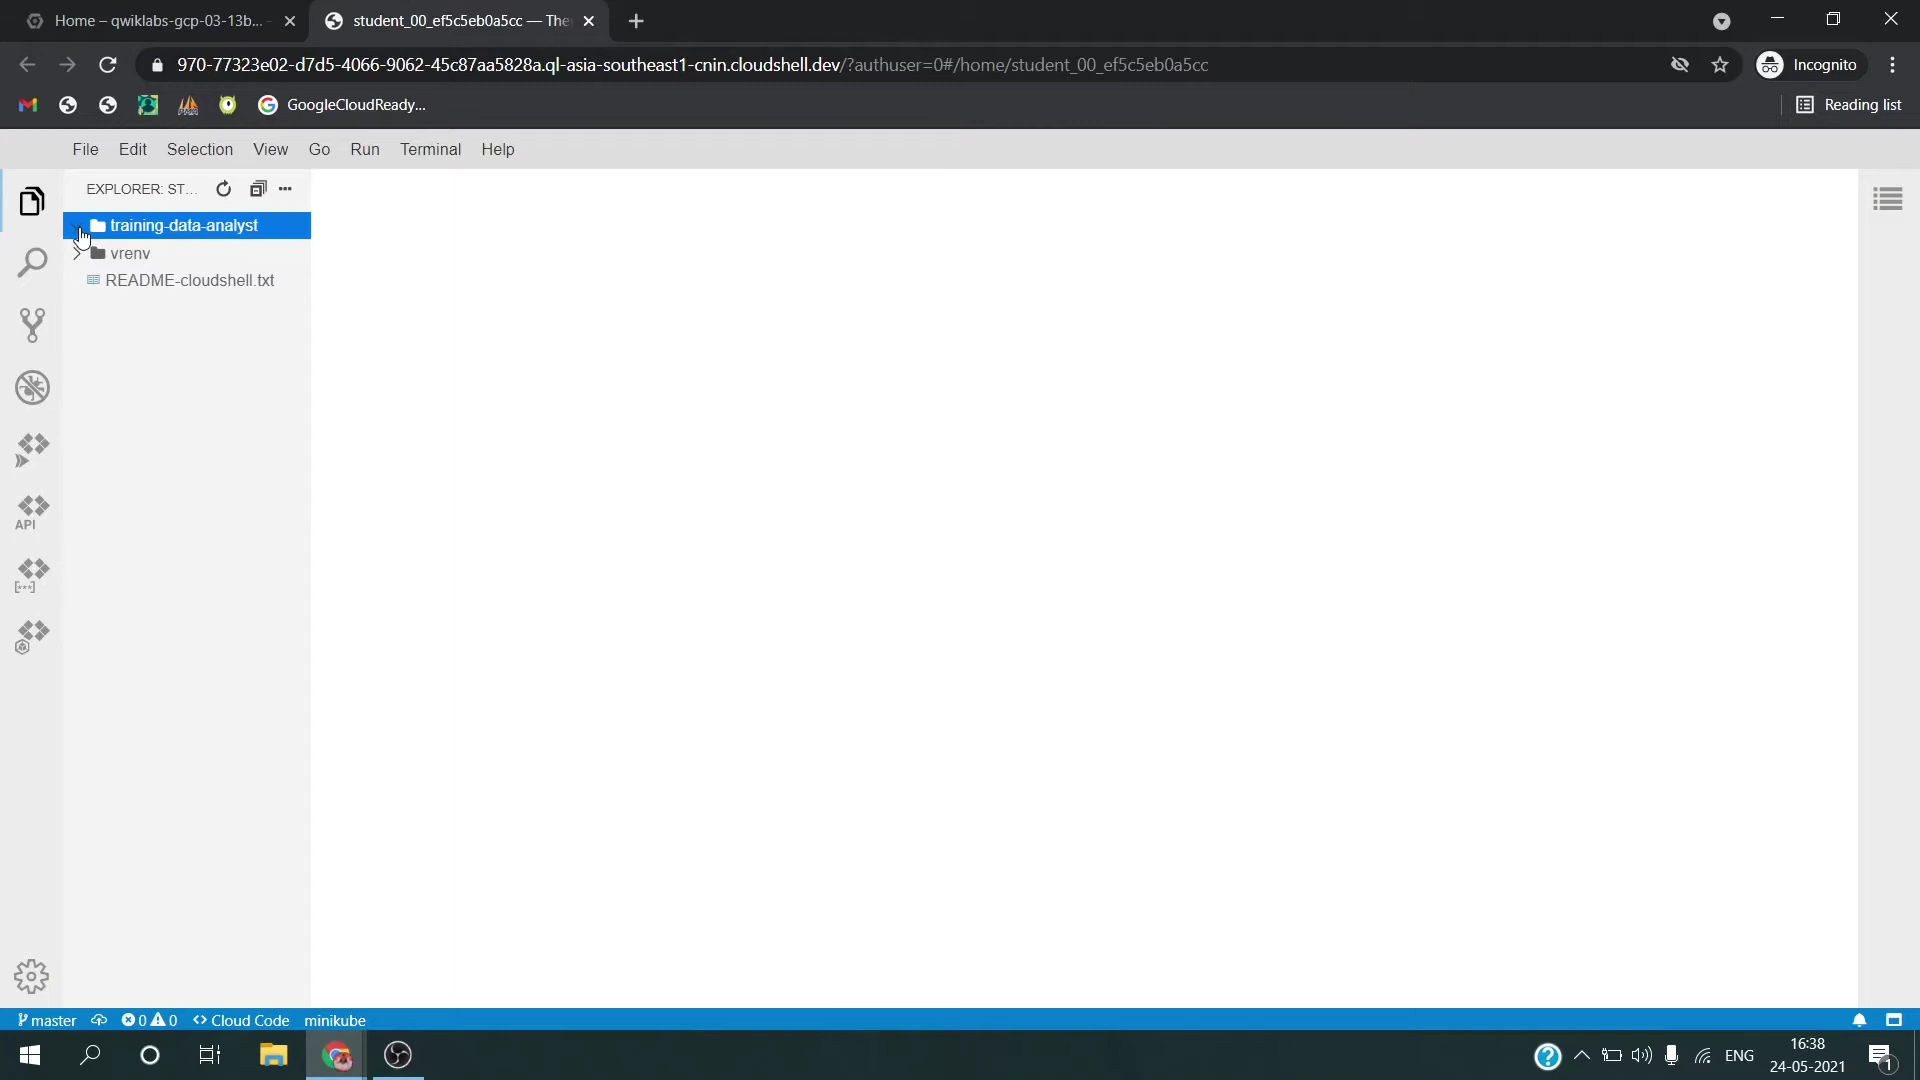 Home – qwiklabs-gcp-03-13b...
student_00_ef5c5eb0a5cc — The
970-77323e02-d7d5-4066-9062-45c87aa5828a.ql-asia-southeast1-cnin.cloudshell.dev/?authuser=0#/home/student_00_ef5c5eb0a5cc
Incognito
GoogleCloudReady...
Reading list
File Edit Selection View Go Run Terminal Help
EXPLORER: ST...
training-data-analyst
vrenv
README-cloudshell.txt
API
master 0 0 <> Cloud Code minikube
ENG
16:38
24-05-2021
1